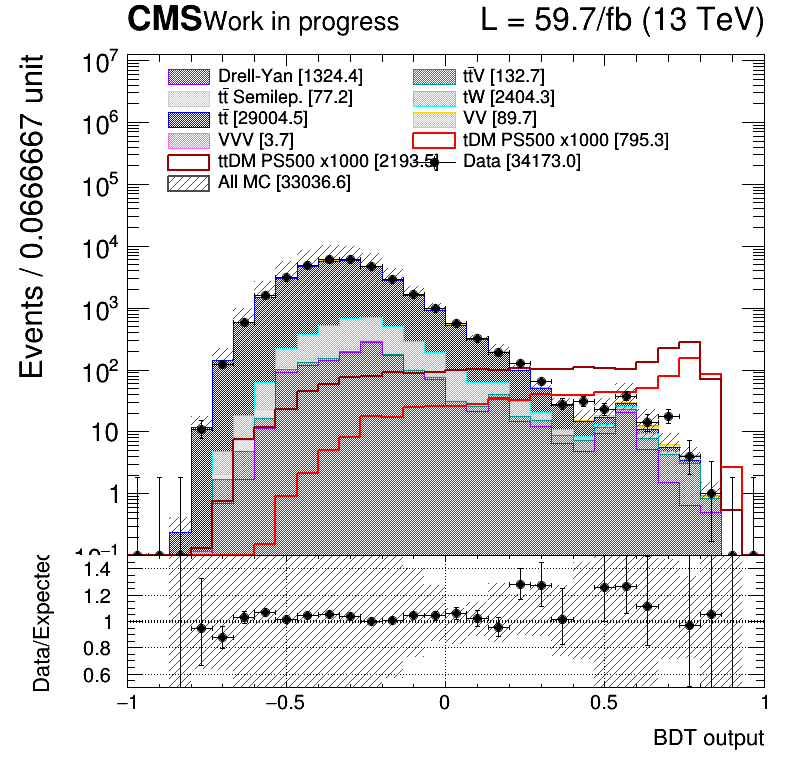 CMS Work in progress L = 59.7/fb (13 TeV)
Events / 0.0666667 unit
10⁷
10⁶
10⁵
10⁴
10³
10²
10
1
10⁻¹
Drell-Yan [1324.4] tt̄V [132.7]
tt̄ Semilep. [77.2] tW [2404.3]
tt̄ [29004.5] VV [89.7]
VVV [3.7] tDM PS500 x1000 [795.3]
ttDM PS500 x1000 [2193.5] Data [34173.0]
All MC [33036.6]
Data/Expected
1.4
1.2
1
0.8
0.6
−1 −0.5 0 0.5 1
BDT output